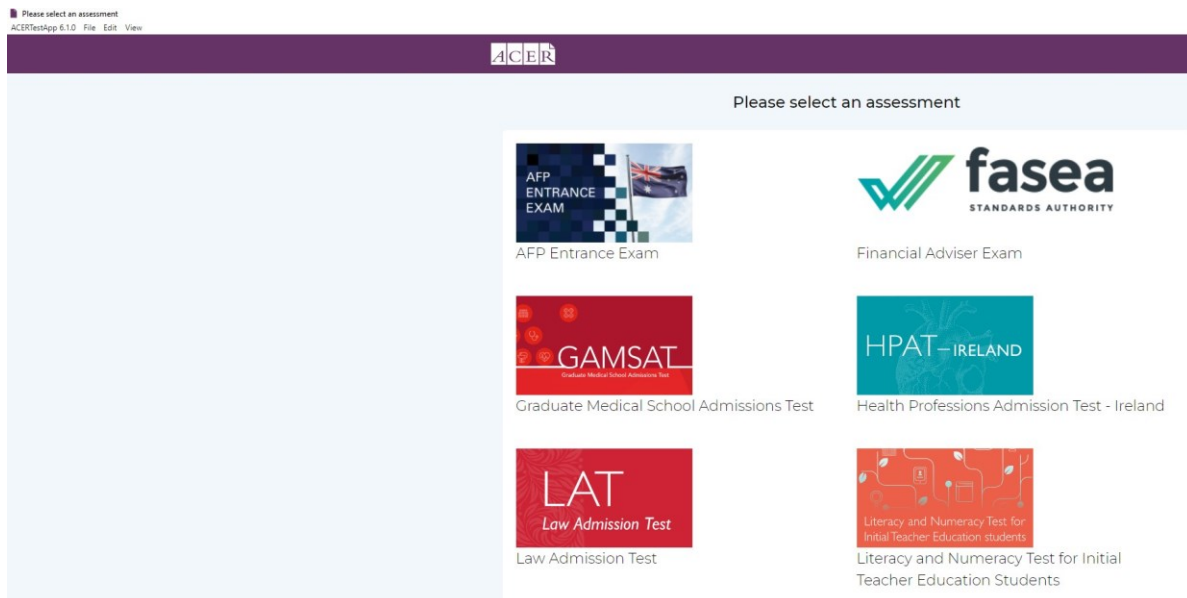 Please select an assessment
ACERTestApp 6.1.0 File Edit View
ACER
Please select an assessment
AFP
ENTRANCE
EXAM
AFP Entrance Exam
fasea
STANDARDS AUTHORITY
Financial Adviser Exam
GAMSAT
Graduate Medical School Admissions Test
Graduate Medical School Admissions Test
HPAT–IRELAND
Health Professions Admission Test - Ireland
LAT
Law Admission Test
Law Admission Test
Literacy and Numeracy Test for
Initial Teacher Education students
Literacy and Numeracy Test for Initial
Teacher Education Students